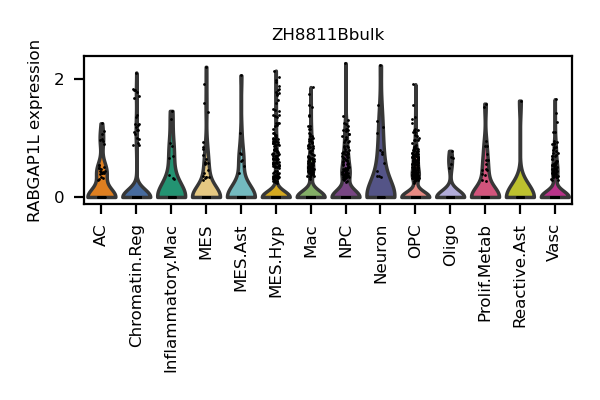 ZH8811Bbulk
RABGAP1L expression
2
0
AC
Chromatin.Reg
Inflammatory.Mac
MES
MES.Ast
MES.Hyp
Mac
NPC
Neuron
OPC
Oligo
Prolif.Metab
Reactive.Ast
Vasc